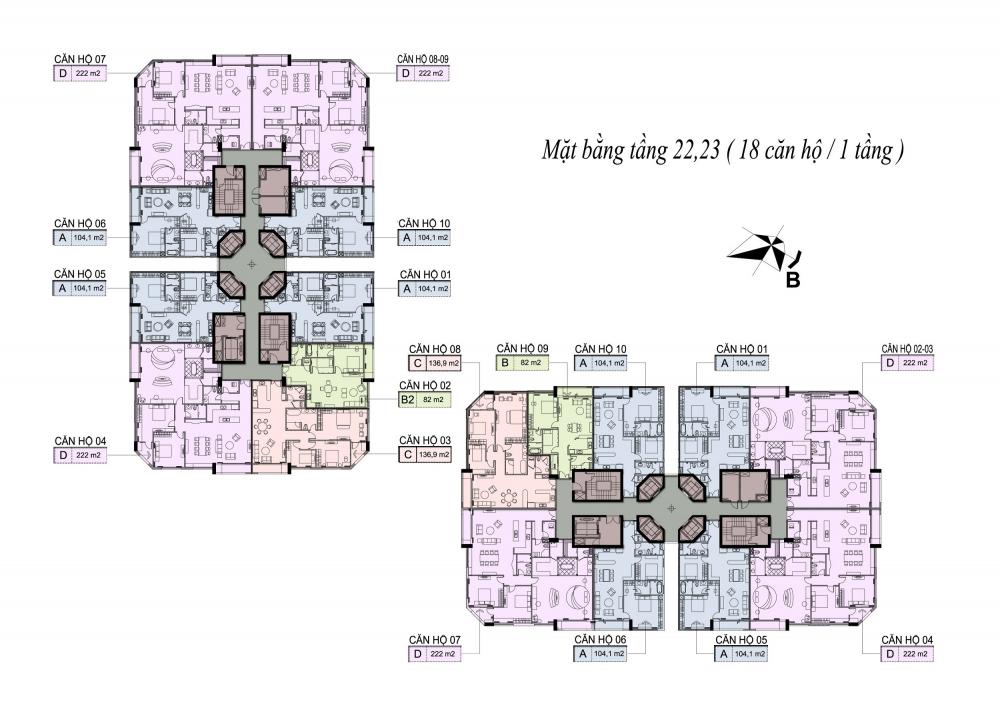 CĂN HỘ 07
D 222 m2
CĂN HỘ 08-09
D 222 m2
Mặt bằng tầng 22,23 ( 18 căn hộ / 1 tầng )
CĂN HỘ 06
A 104,1 m2
CĂN HỘ 10
A 104,1 m2
B
CĂN HỘ 05
A 104,1 m2
CĂN HỘ 01
A 104,1 m2
CĂN HỘ 02
B2 82 m2
CĂN HỘ 04
D 222 m2
CĂN HỘ 03
C 136,9 m2
CĂN HỘ 08
C 136,9 m2
CĂN HỘ 09
B 82 m2
CĂN HỘ 10
A 104,1 m2
CĂN HỘ 01
A 104,1 m2
CĂN HỘ 02-03
D 222 m2
CĂN HỘ 07
D 222 m2
CĂN HỘ 06
A 104,1 m2
CĂN HỘ 05
A 104,1 m2
CĂN HỘ 04
D 222 m2